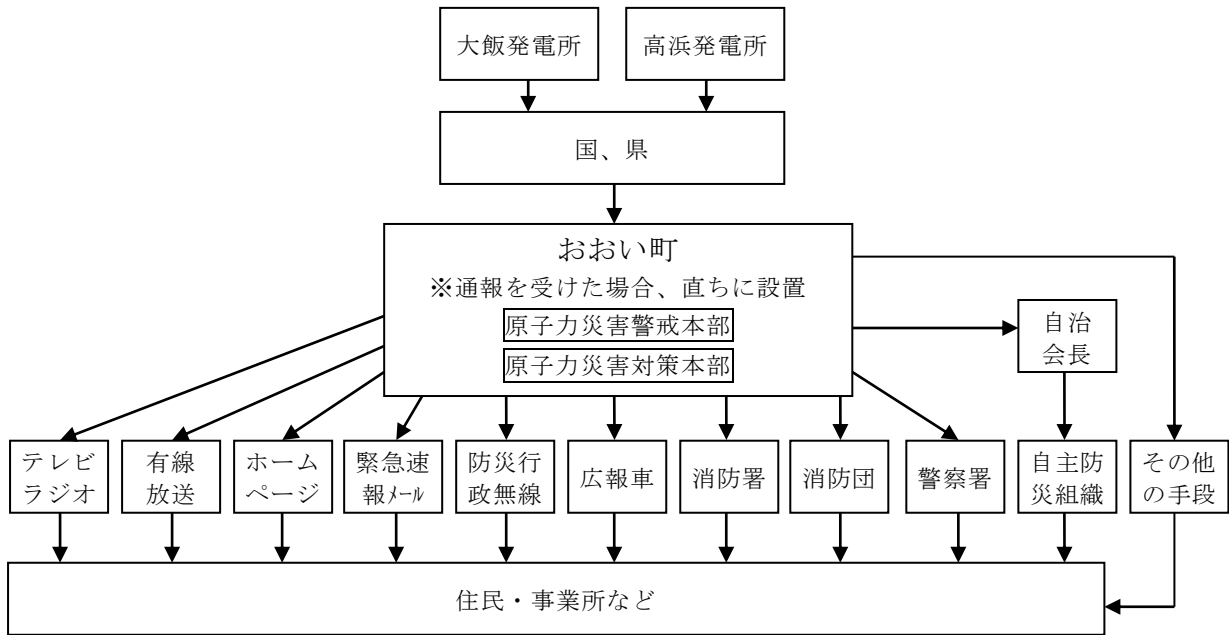 大飯発電所
高浜発電所
国、県
おおい町
※通報を受けた場合、直ちに設置
原子力災害警戒本部
原子力災害対策本部
自治
会長
テレビ
ラジオ
有線
放送
ホーム
ページ
緊急速
報ﾒｰﾙ
防災行
政無線
広報車
消防署
消防団
警察署
自主防
災組織
その他
の手段
住民・事業所など